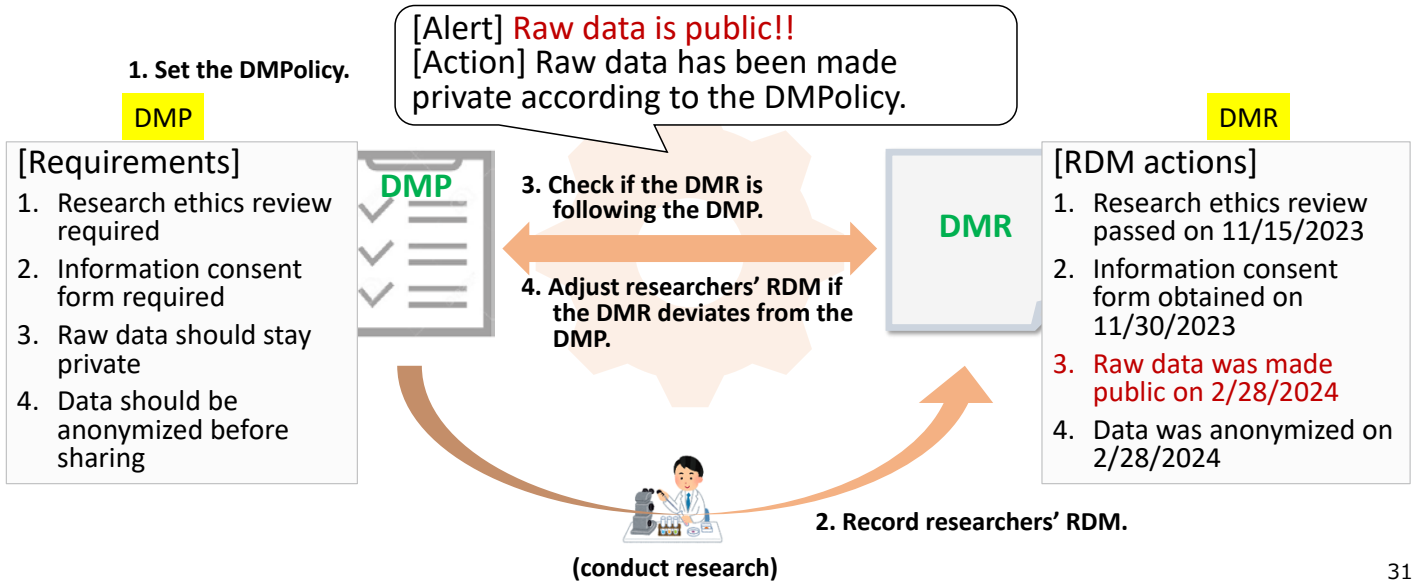 [Alert] Raw data is public!!
[Action] Raw data has been made
private according to the DMPolicy.
1. Set the DMPolicy.
DMP
[Requirements]
1. Research ethics review
required
2. Information consent
form required
3. Raw data should stay
private
4. Data should be
anonymized before
sharing
DMP
3. Check if the DMR is
following the DMP.
4. Adjust researchers' RDM if
the DMR deviates from the
DMP.
DMR
DMR
[RDM actions]
1. Research ethics review
passed on 11/15/2023
2. Information consent
form obtained on
11/30/2023
3. Raw data was made
public on 2/28/2024
4. Data was anonymized on
2/28/2024
2. Record researchers' RDM.
(conduct research)
31